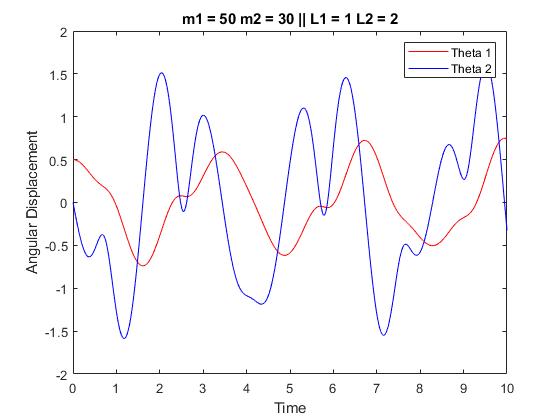 m1 = 50 m2 = 30 || L1 = 1 L2 = 2
Theta 1
Theta 2
Angular Displacement
2
1.5
1
0.5
0
-0.5
-1
-1.5
-2
0 1 2 3 4 5 6 7 8 9 10
Time